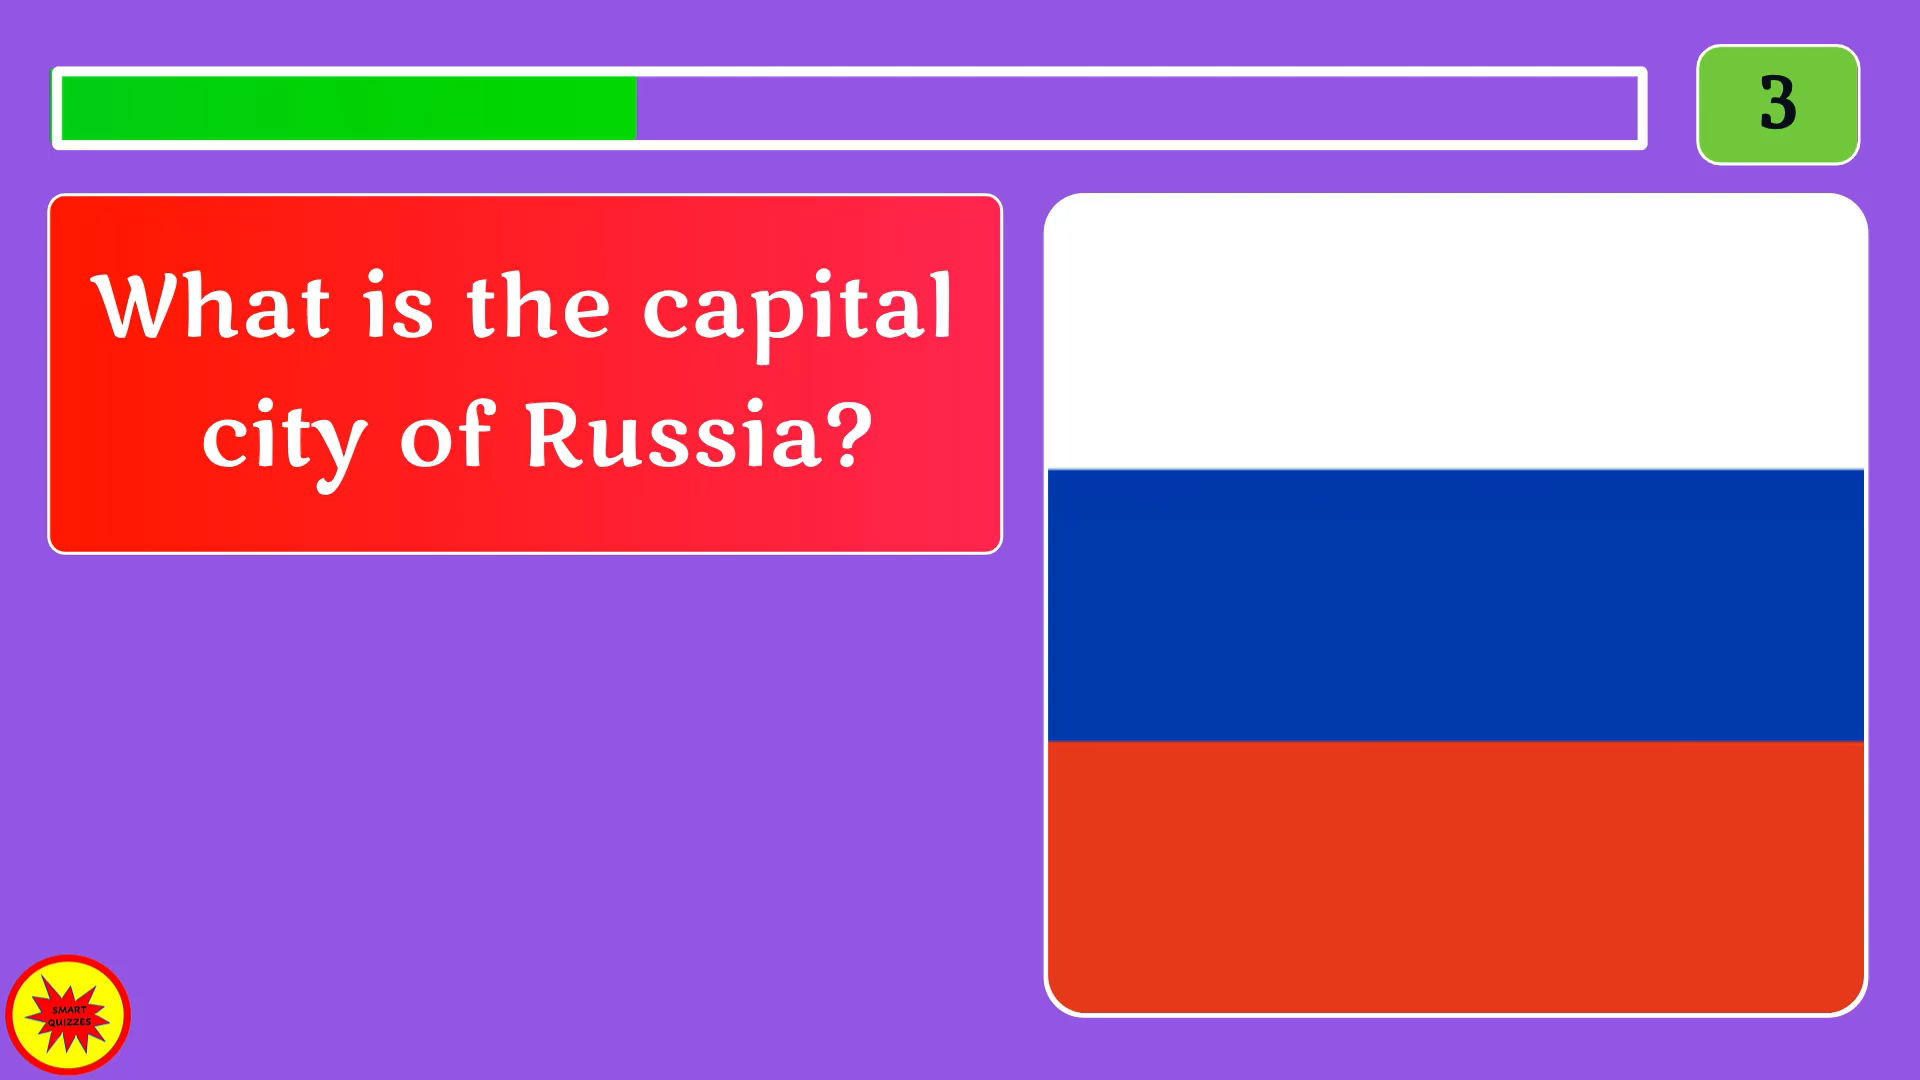 3
What is the capital
city of Russia?
SMART
QUIZZES